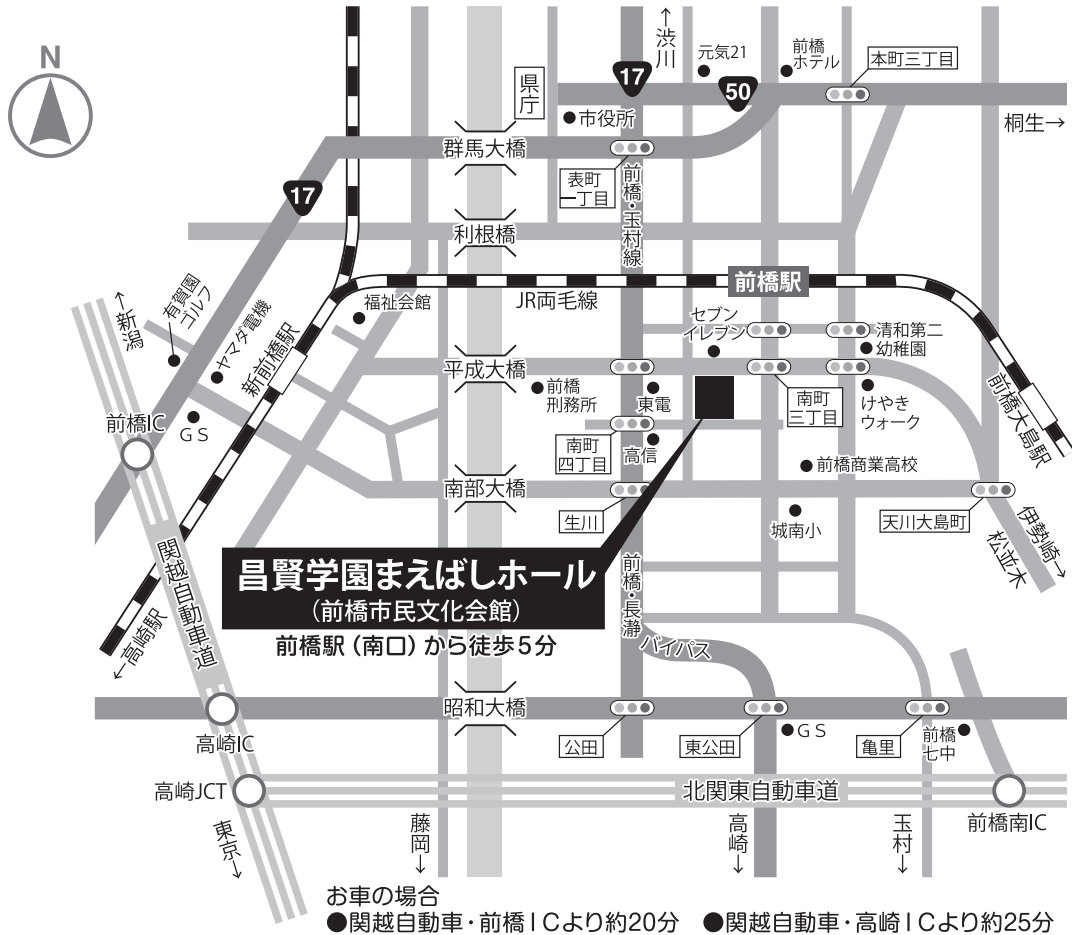 N
↑渋川
元気21
前橋
ホテル
本町三丁目
17
50
県庁
市役所
桐生→
群馬大橋
表町
一丁目
17
前橋・玉村線
利根橋
前橋駅
JR両毛線
↑新潟
有賀園
ゴルフ
ヤマダ電機
新前橋駅
福祉会館
セブン
イレブン
清和第二
幼稚園
平成大橋
前橋
刑務所
東電
南町
三丁目
けやき
ウォーク
前橋大島駅
前橋IC
GS
南町
四丁目
高信
前橋商業高校
南部大橋
生川
城南小
天川大島町
伊勢崎→
松並木
関越自動車道
昌賢学園まえばしホール
(前橋市民文化会館)
前橋駅(南口)から徒歩5分
前橋・長瀞
バイパス
←高崎駅
昭和大橋
高崎IC
公田
東公田
GS
亀里
前橋
七中
高崎JCT
北関東自動車道
前橋南IC
東京→
藤岡→
高崎→
玉村→
お車の場合
●関越自動車・前橋ICより約20分 ●関越自動車・高崎ICより約25分